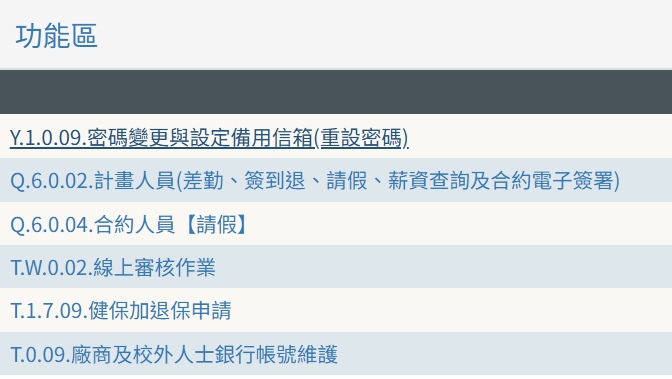 功能區
Y.1.0.09.密碼變更與設定備用信箱(重設密碼)
Q.6.0.02.計畫人員(差勤、簽到退、請假、薪資查詢及合約電子簽署)
Q.6.0.04.合約人員【請假】
T.W.0.02.線上審核作業
T.1.7.09.健保加退保申請
T.0.09.廠商及校外人士銀行帳號維護